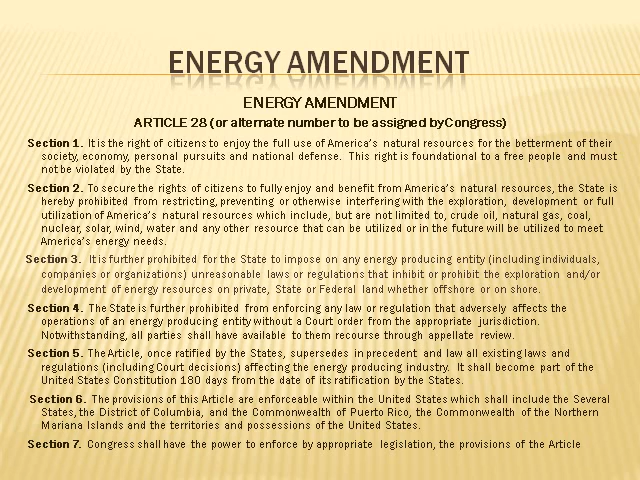 ENERGY AMENDMENT
ENERGY AMENDMENT
ARTICLE 28 (or alternate number to be assigned byCongress)
Section 1. It is the right of citizens to enjoy the full use of America's natural resources for the betterment of their
society, economy, personal pursuits and national defense. This right is foundational to a free people and must
not be violated by the State.
Section 2. To secure the rights of citizens to fully enjoy and benefit from America's natural resources, the State is
hereby prohibited from restricting, preventing or otherwise interfering with the exploration, development or full
utilization of America's natural resources which include, but are not limited to, crude oil, natural gas, coal,
nuclear, solar, wind, water and any other resource that can be utilized or in the future will be utilized to meet
America's energy needs.
Section 3. It is further prohibited for the State to impose on any energy producing entity (including individuals,
companies or organizations) unreasonable laws or regulations that inhibit or prohibit the exploration and/or
development of energy resources on private, State or Federal land whether offshore or on shore.
Section 4. The State is further prohibited from enforcing any law or regulation that adversely affects the
operations of an energy producing entity without a Court order from the appropriate jurisdiction.
Notwithstanding, all parties shall have available to them recourse through appellate review.
Section 5. The Article, once ratified by the States, supersedes in precedent and law all existing laws and
regulations (including Court decisions) affecting the energy producing industry. It shall become part of the
United States Constitution 180 days from the date of its ratification by the States.
Section 6. The provisions of this Article are enforceable within the United States which shall include the Several
States, the District of Columbia, and the Commonwealth of Puerto Rico, the Commonwealth of the Northern
Mariana Islands and the territories and possessions of the United States.
Section 7. Congress shall have the power to enforce by appropriate legislation, the provisions of the Article